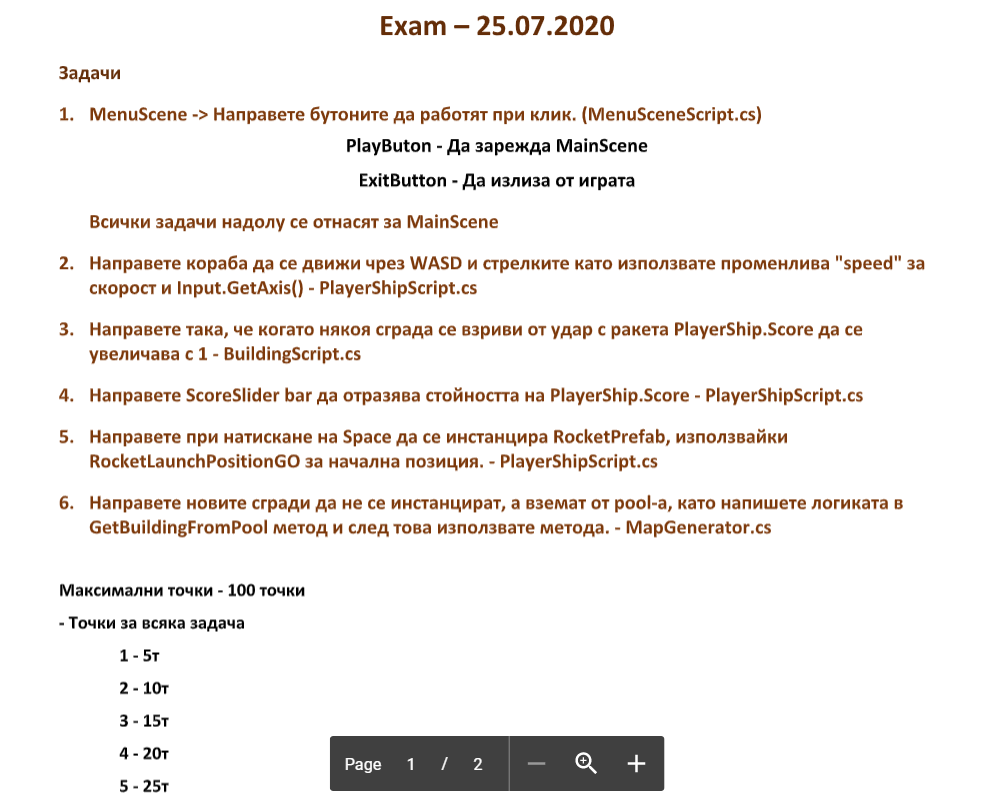 Exam – 25.07.2020
Задачи
1. MenuScene -> Направете бутоните да работят при клик. (MenuSceneScript.cs)
PlayButon - Да зарежда MainScene
ExitButton - Да излиза от играта
Всички задачи надолу се отнасят за MainScene
2. Направете кораба да се движи чрез WASD и стрелките като използвате променлива "speed" за
скорост и Input.GetAxis() - PlayerShipScript.cs
3. Направете така, че когато някоя сграда се взриви от удар с ракета PlayerShip.Score да се
увеличава с 1 - BuildingScript.cs
4. Направете ScoreSlider bar да отразява стойността на PlayerShip.Score - PlayerShipScript.cs
5. Направете при натискане на Space да се инстанцира RocketPrefab, използвайки
RocketLaunchPositionGO за начална позиция. - PlayerShipScript.cs
6. Направете новите сгради да не се инстанцират, а вземат от pool-а, като напишете логиката в
GetBuildingFromPool метод и след това използвате метода. - MapGenerator.cs
Максимални точки - 100 точки
- Точки за всяка задача
1 - 5т
2 - 10т
3 - 15т
4 - 20т
5 - 25т
Page 1 / 2